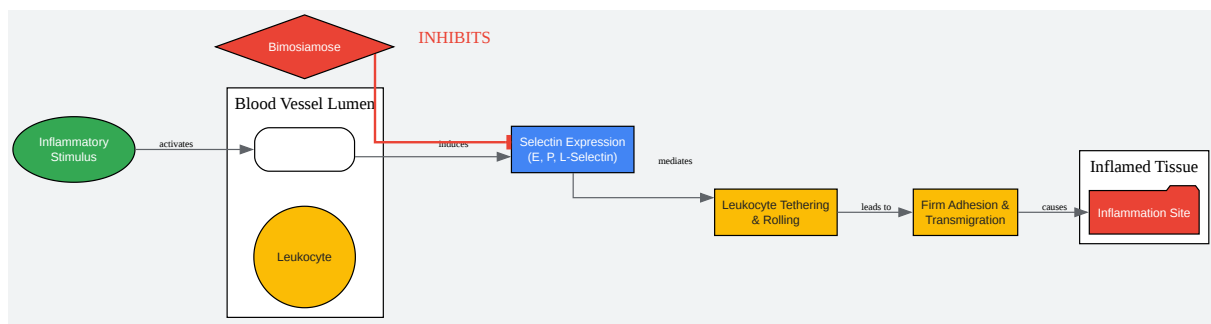 Bimosiamose
INHIBITS
Blood Vessel Lumen
Inflammatory
Stimulus
activates
induces
Selectin Expression
(E, P, L-Selectin)
mediates
Leukocyte
Leukocyte Tethering
& Rolling
leads to
Firm Adhesion &
Transmigration
causes
Inflamed Tissue
Inflammation Site